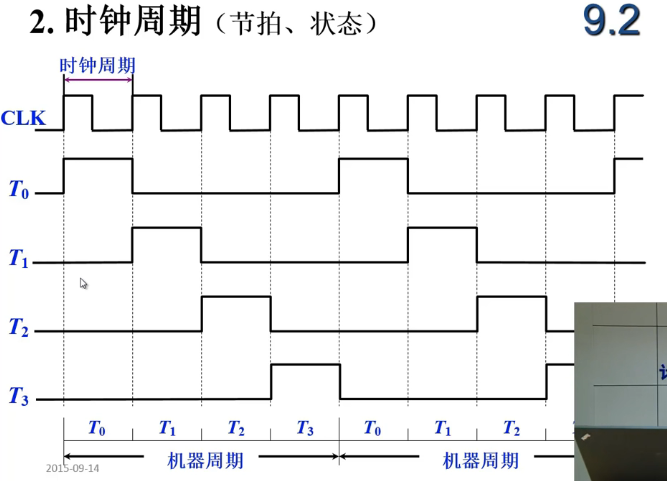 2. 时钟周期（节拍、状态）
9.2
时钟周期
CLK
T0
T1
T2
T3
T0 T1 T2 T3 T0 T1 T2
机器周期 机器周期
2015-09-14